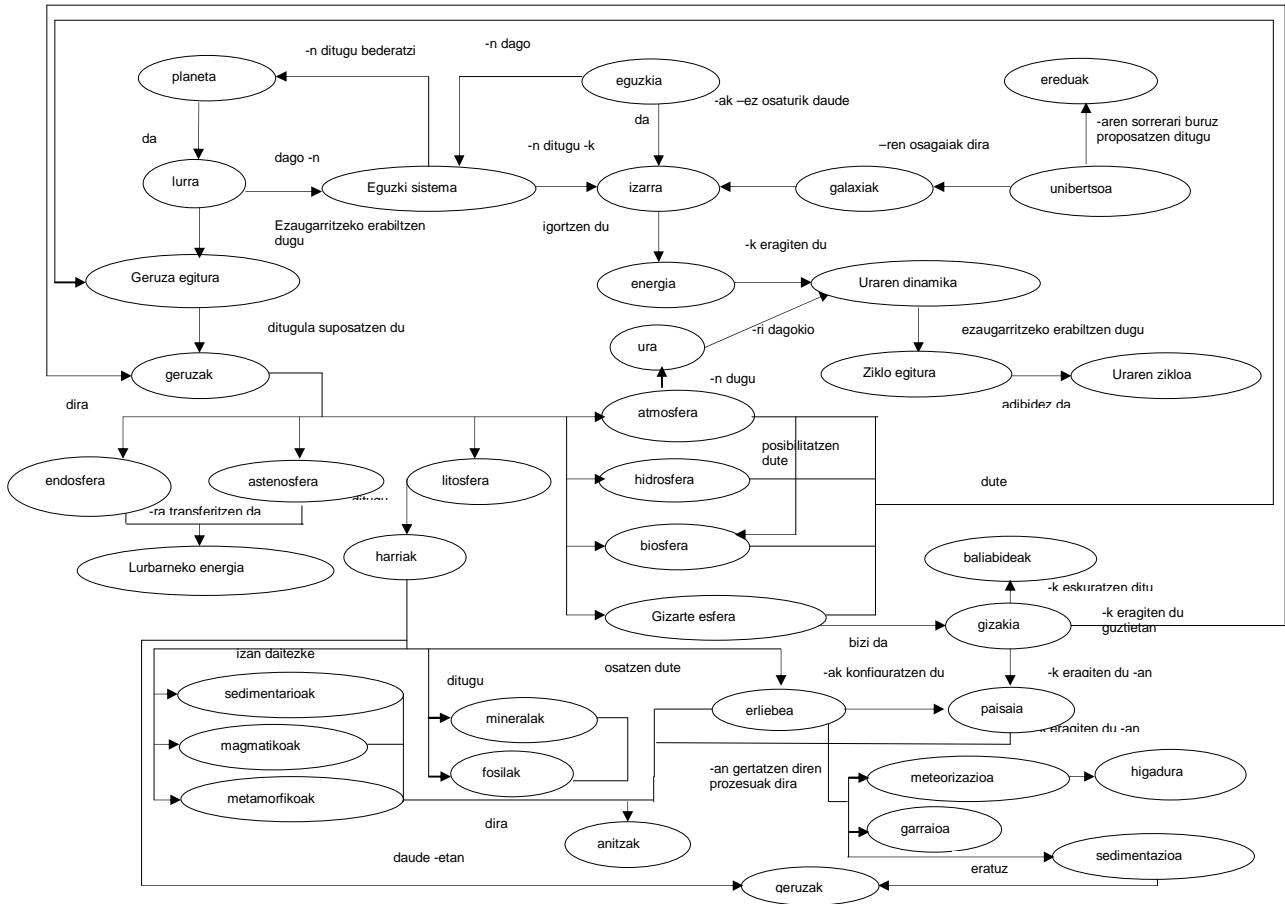 -n ditugu bederatzi
-n dago
planeta
eguzkia
ereduak
-ak –ez osaturik daude
da
-aren sorrerari buruz
proposatzen ditugu
da
dago -n
-n ditugu -k
–ren osagaiak dira
lurra
Eguzki sistema
izarra
galaxiak
unibertsoa
Ezaugarritzeko erabiltzen
dugu
igortzen du
-k eragiten du
Geruza egitura
energia
Uraren dinamika
ditugula suposatzen du
-ri dagokio
ezaugarritzeko erabiltzen dugu
ura
geruzak
Ziklo egitura
Uraren zikloa
-n dugu
adibidez da
dira
atmosfera
posibilitatzen
dute
endosfera
astenosfera
litosfera
hidrosfera
dute
ditugu
-ra transferitzen da
harriak
biosfera
baliabideak
Lurbarneko energia
-k eskuratzen ditu
Gizarte esfera
gizakia
-k eragiten du
guztietan
bizi da
izan daitezke
osatzen dute
ditugu
-ak konfiguratzen du
-k eragiten du -an
sedimentarioak
mineralak
erliebea
paisaia
-k eragiten du -an
magmatikoak
fosilak
-an gertatzen diren
prozesuak dira
meteorizazioa
higadura
metamorfikoak
dira
anitzak
garraioa
daude -etan
eratuz
sedimentazioa
geruzak